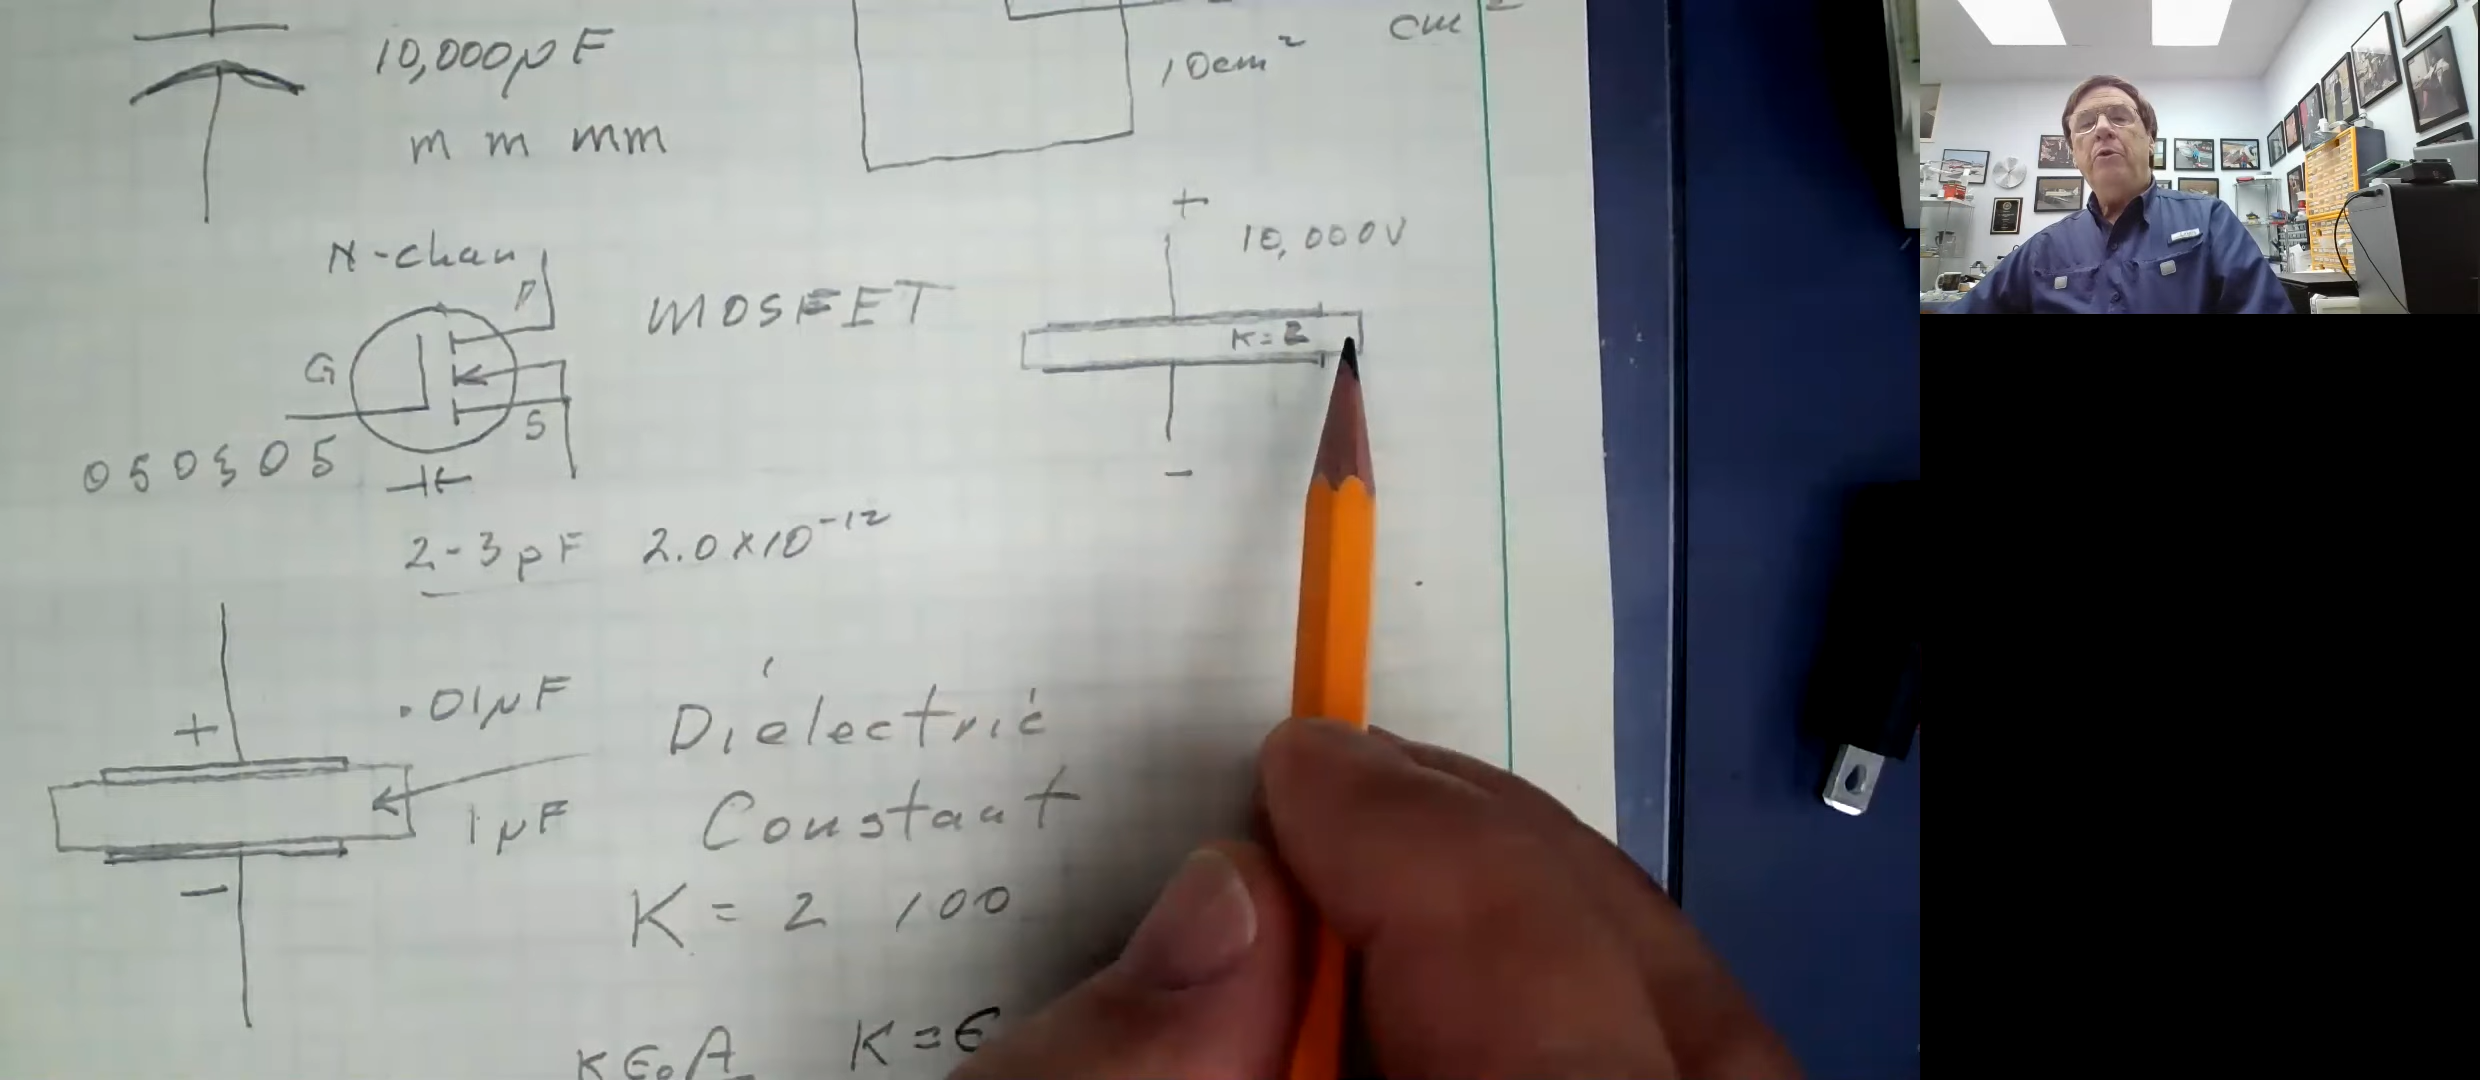 10,000µF
m m mm
cm
10cm²
N-chan
D
MOSFET
G
S
050505
2-3pF 2.0×10⁻¹²
+
10,000V
K=2
-
+
.01µF
1µF
-
Dielectric
Constant
K = 2 100
Kϵ₀A K=ϵ